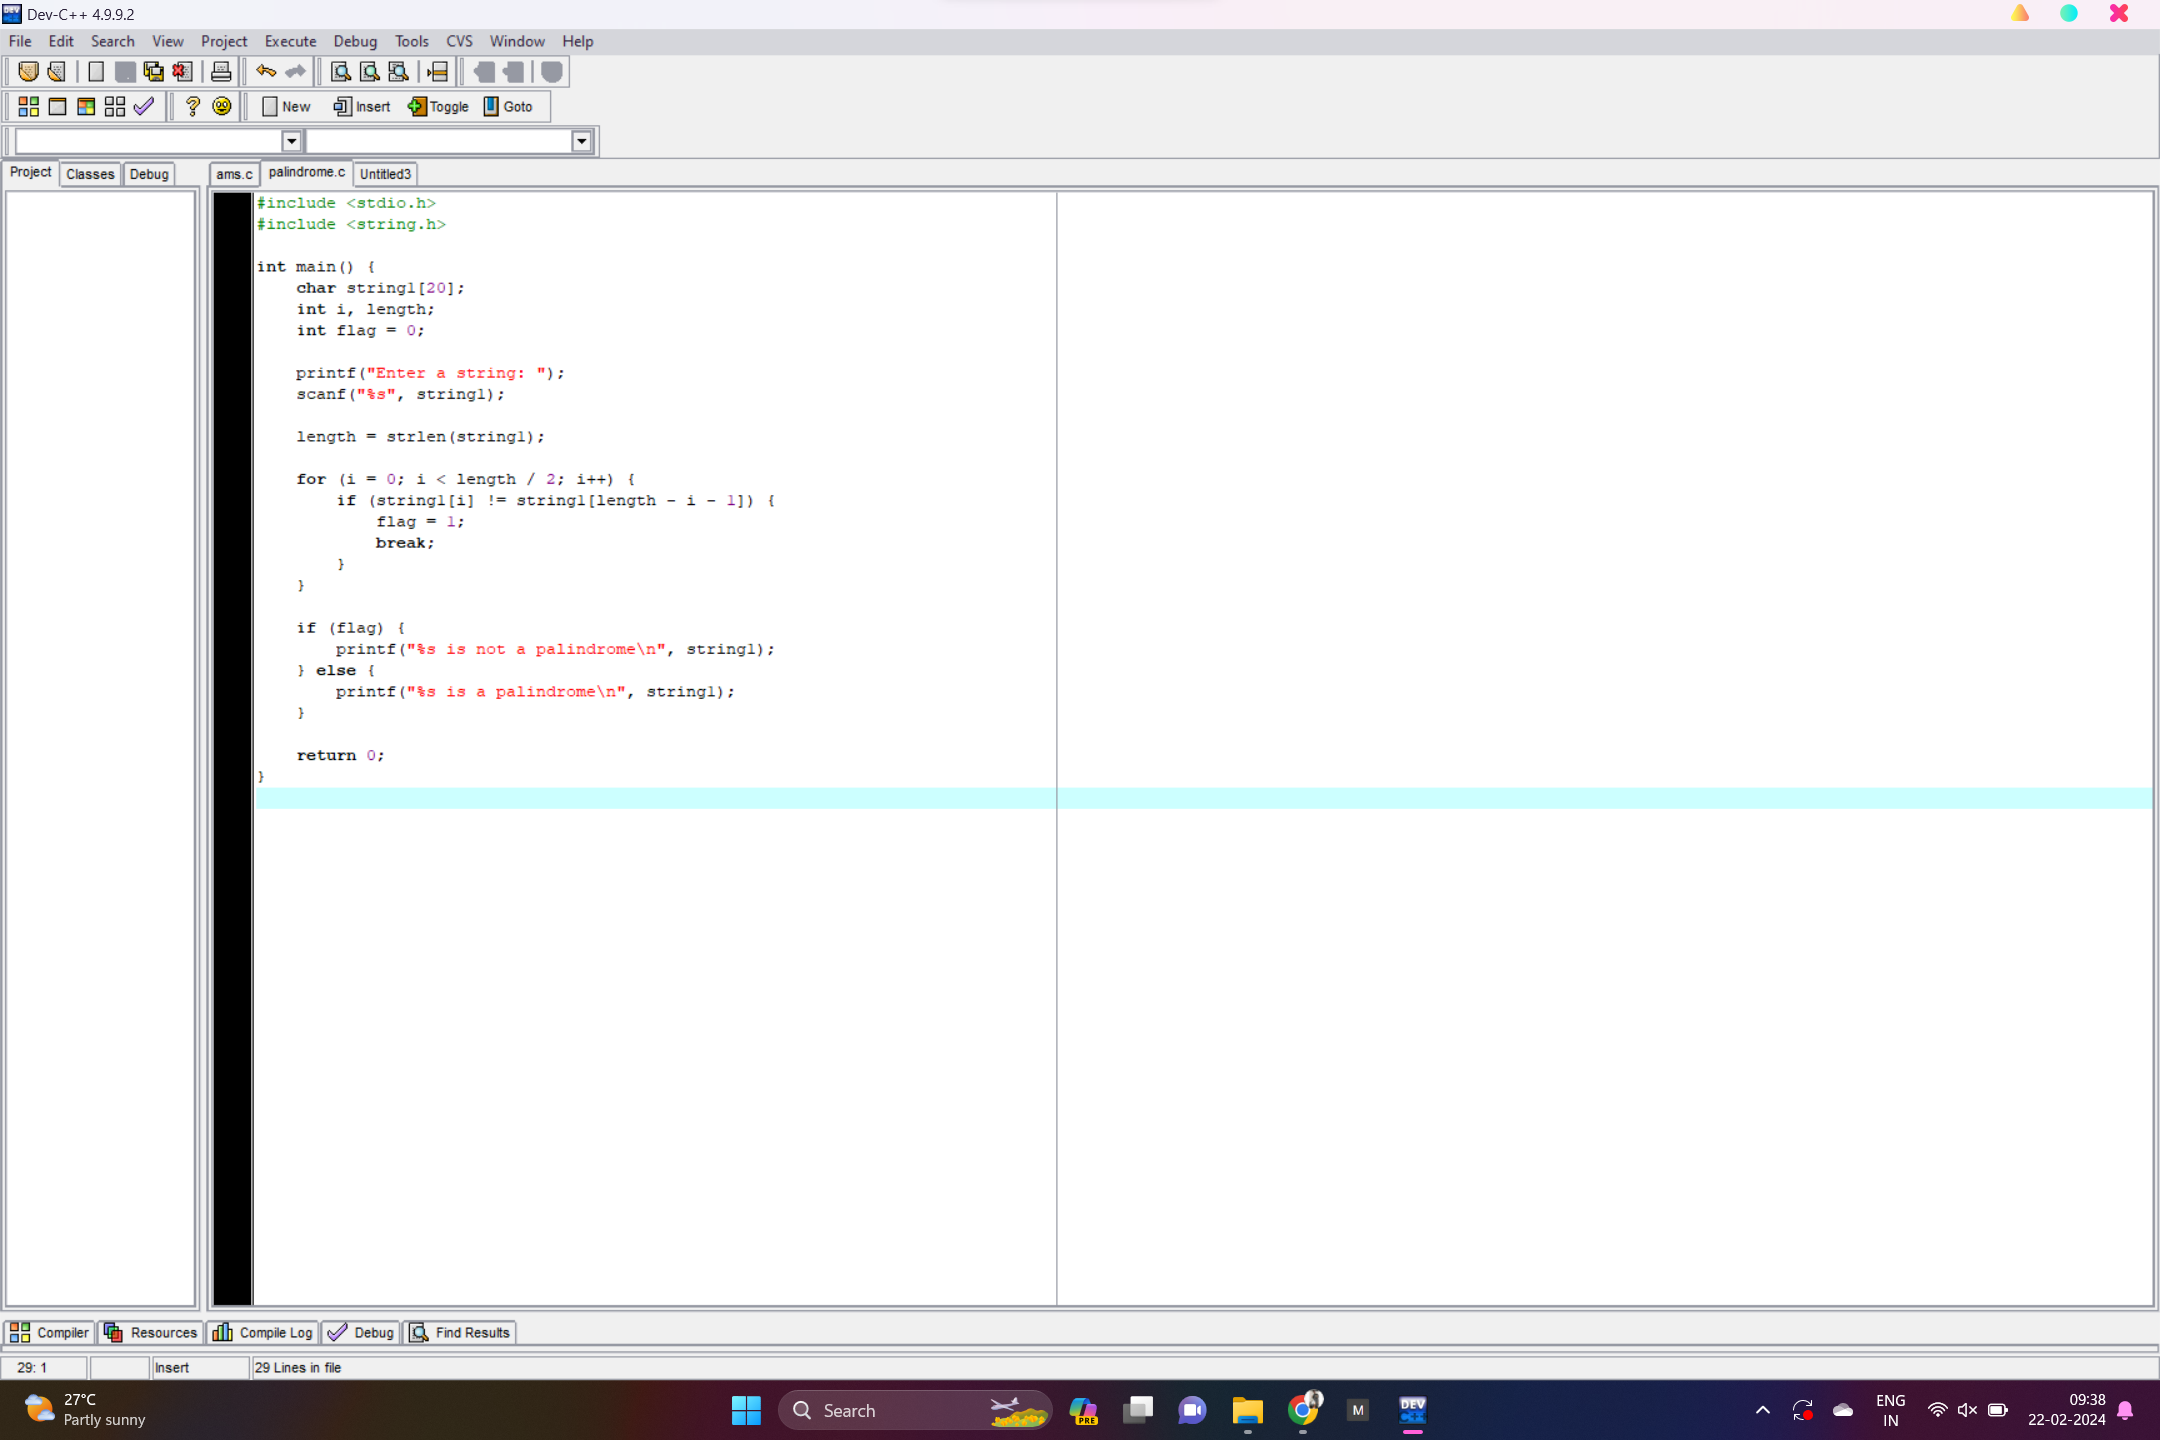 Dev-C++ 4.9.9.2
File Edit Search View Project Execute Debug Tools CVS Window Help
New Insert Toggle Goto
Project Classes Debug ams.c palindrome.c Untitled3
#include <stdio.h>
#include <string.h>
int main() {
    char string1[20];
    int i, length;
    int flag = 0;
    printf("Enter a string: ");
    scanf("%s", string1);
    length = strlen(string1);
    for (i = 0; i < length / 2; i++) {
        if (string1[i] != string1[length - i - 1]) {
            flag = 1;
            break;
        }
    }
    if (flag) {
        printf("%s is not a palindrome\n", string1);
    } else {
        printf("%s is a palindrome\n", string1);
    }
    return 0;
}
Compiler Resources Compile Log Debug Find Results
29: 1 Insert 29 Lines in file
27°C
Partly sunny
Search
PRE
M
DEV
C++
ENG
IN
09:38
22-02-2024